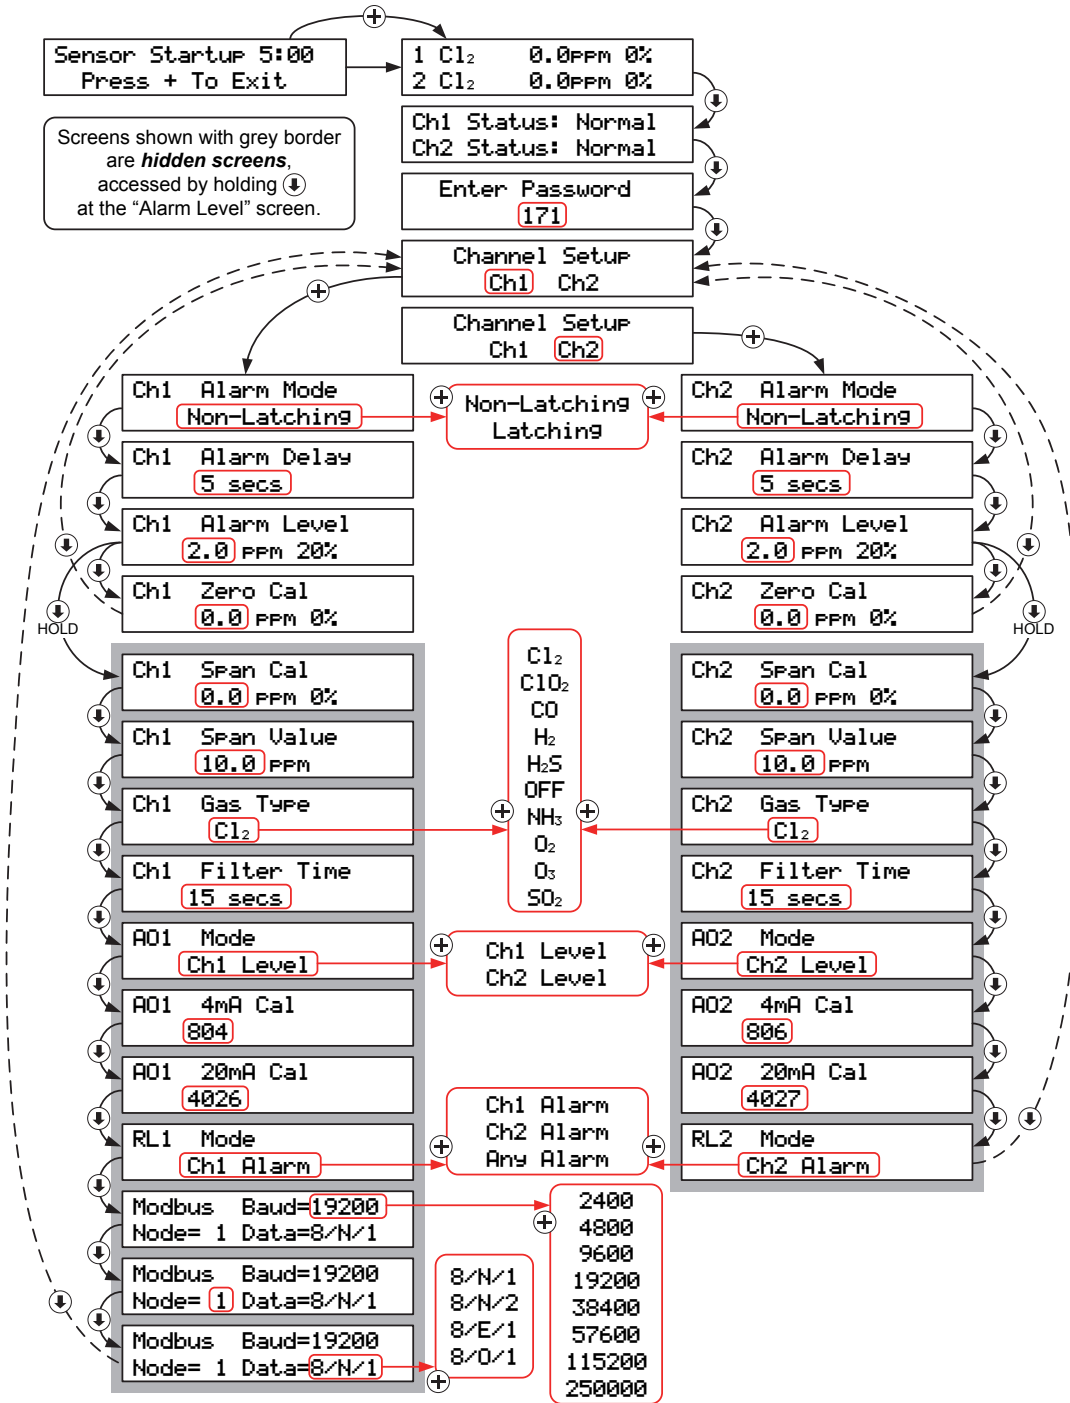 Sensor Startup 5:00
Press + To Exit
1 Cl₂ 0.0ppm 0%
2 Cl₂ 0.0ppm 0%
Screens shown with grey border
are hidden screens,
accessed by holding
at the “Alarm Level” screen.
Ch1 Status: Normal
Ch2 Status: Normal
Enter Password
171
Channel Setup
Ch1 Ch2
Channel Setup
Ch1 Ch2
Ch1 Alarm Mode
Non-Latching
Non-Latching
Latching
Ch2 Alarm Mode
Non-Latching
Ch1 Alarm Delay
5 secs
Ch2 Alarm Delay
5 secs
Ch1 Alarm Level
2.0 ppm 20%
Ch2 Alarm Level
2.0 ppm 20%
Ch1 Zero Cal
0.0 ppm 0%
Ch2 Zero Cal
0.0 ppm 0%
HOLD
HOLD
Ch1 Span Cal
0.0 ppm 0%
Ch2 Span Cal
0.0 ppm 0%
Ch1 Span Value
10.0 ppm
Ch2 Span Value
10.0 ppm
Ch1 Gas Type
Cl₂
Cl₂
ClO₂
CO
H₂
H₂S
OFF
NH₃
O₂
O₃
SO₂
Ch2 Gas Type
Cl₂
Ch1 Filter Time
15 secs
Ch2 Filter Time
15 secs
AO1 Mode
Ch1 Level
Ch1 Level
Ch2 Level
AO2 Mode
Ch2 Level
AO1 4mA Cal
804
AO2 4mA Cal
806
AO1 20mA Cal
4026
AO2 20mA Cal
4027
RL1 Mode
Ch1 Alarm
Ch1 Alarm
Ch2 Alarm
Any Alarm
RL2 Mode
Ch2 Alarm
Modbus Baud=19200
Node= 1 Data=8/N/1
2400
4800
9600
19200
38400
57600
115200
250000
Modbus Baud=19200
Node= 1 Data=8/N/1
Modbus Baud=19200
Node= 1 Data=8/N/1
8/N/1
8/N/2
8/E/1
8/O/1